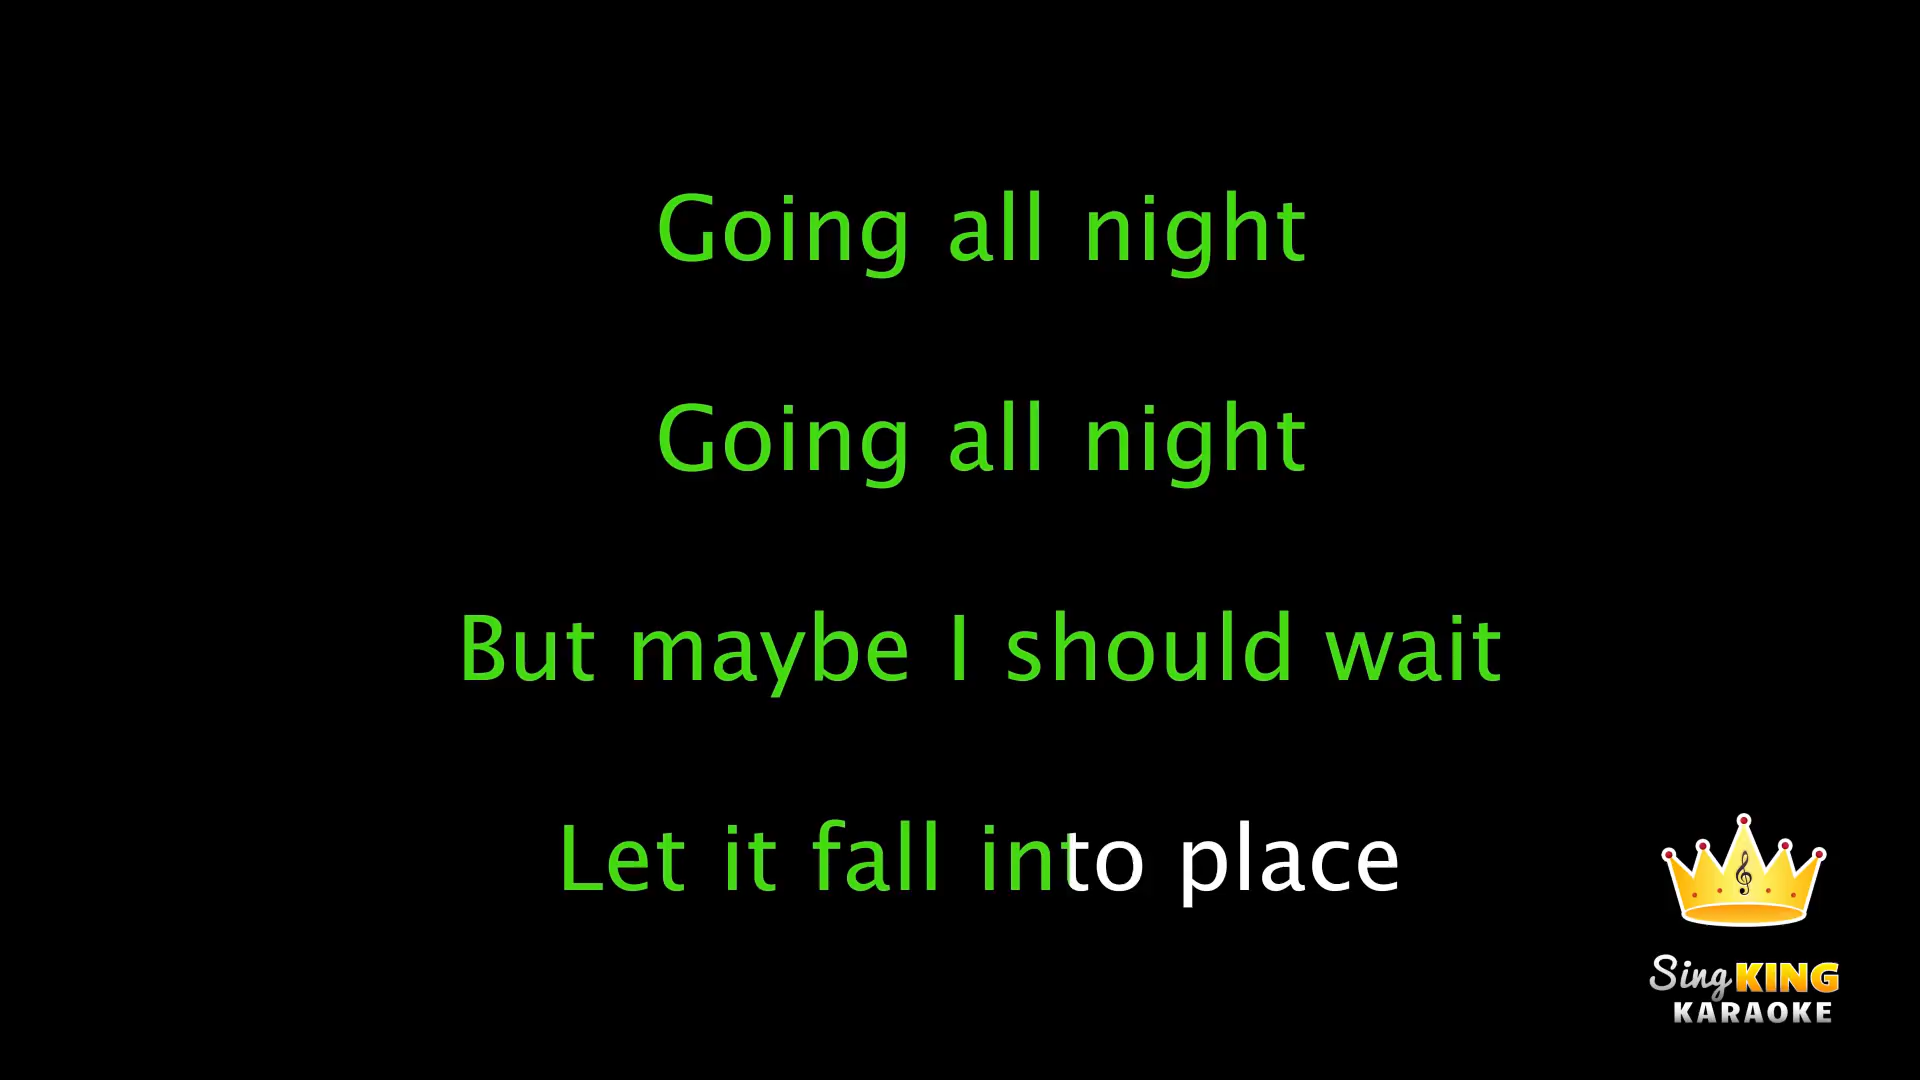 Going all night
Going all night
But maybe I should wait
Let it fall into place
Sing KING
KARAOKE